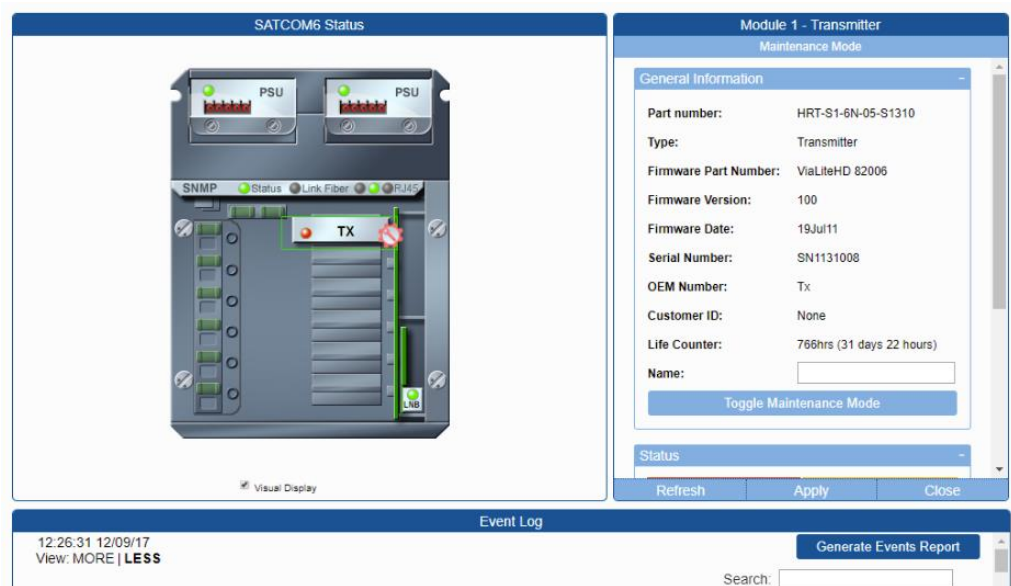 SATCOM6 Status
PSU
PSU
SNMP Status Link Fiber RJ45
TX
LNB
Visual Display
Module 1 - Transmitter
Maintenance Mode
General Information -
Part number: HRT-S1-6N-05-S1310
Type: Transmitter
Firmware Part Number: ViaLiteHD 82006
Firmware Version: 100
Firmware Date: 19Jul11
Serial Number: SN1131008
OEM Number: Tx
Customer ID: None
Life Counter: 766hrs (31 days 22 hours)
Name:
Toggle Maintenance Mode
Status -
Refresh Apply Close
Event Log
12:26:31 12/09/17
View: MORE | LESS
Generate Events Report
Search: